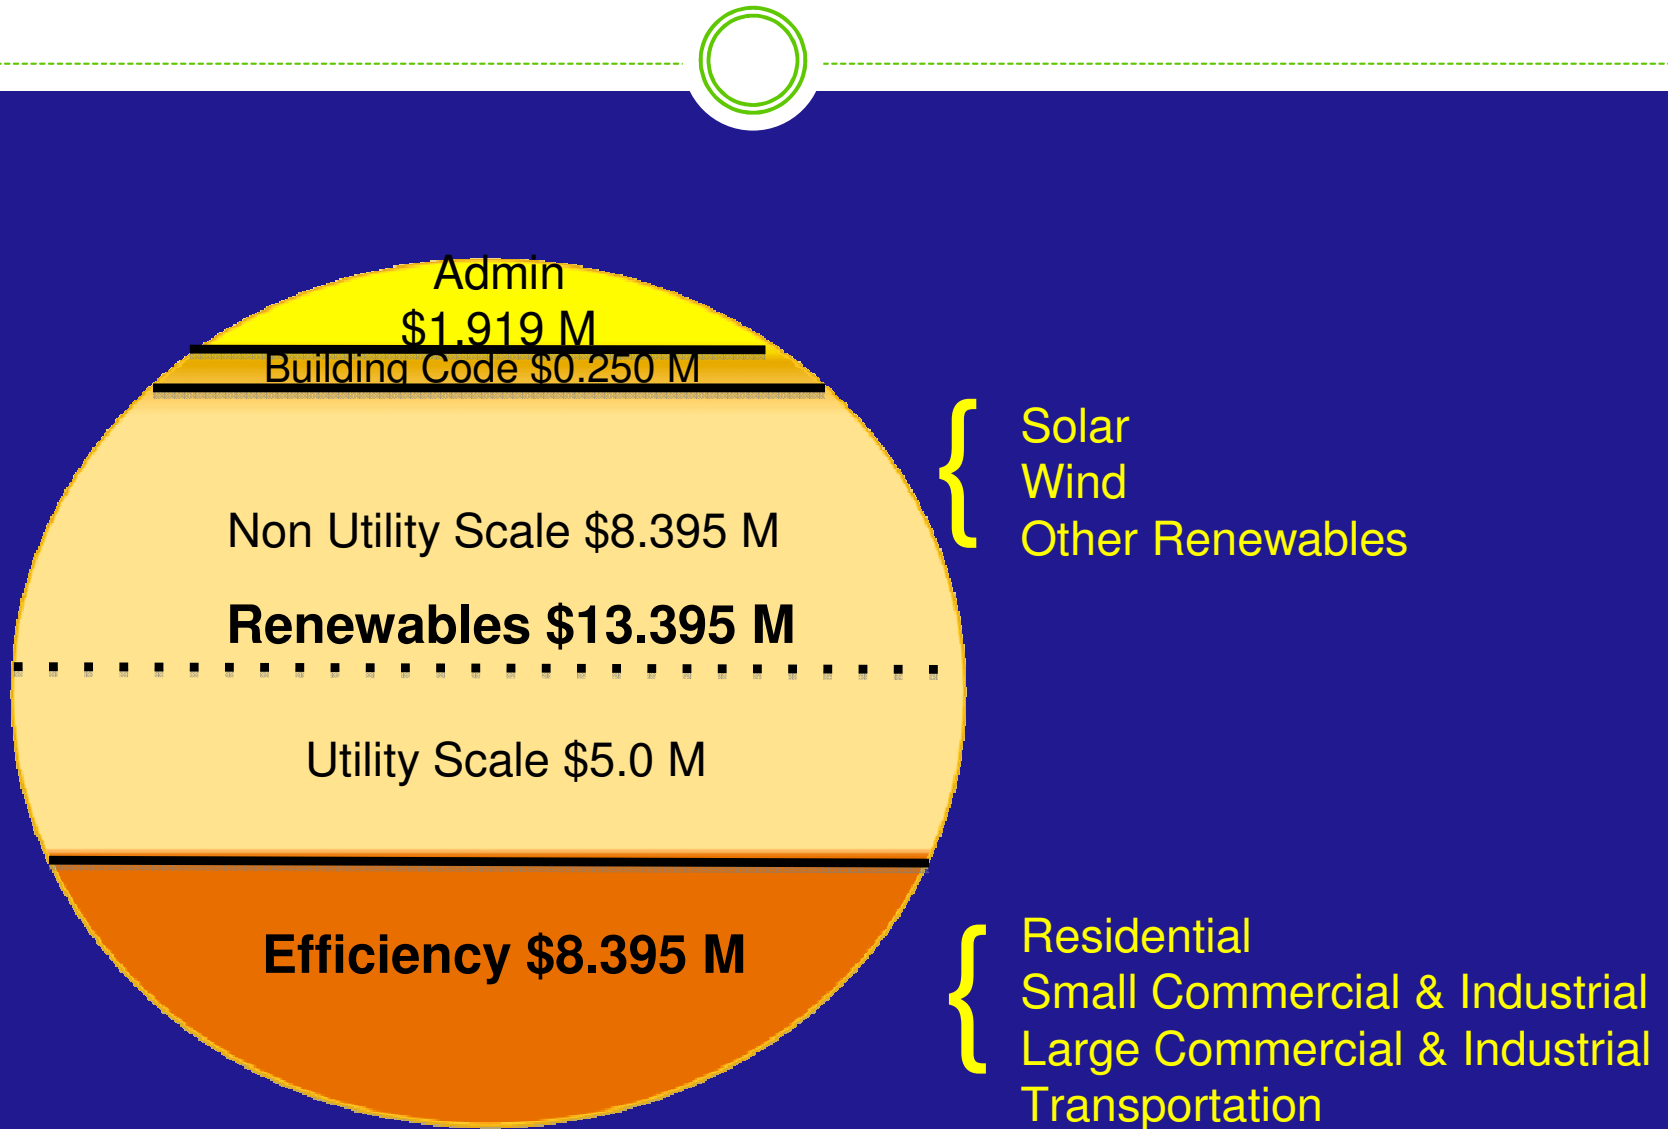 Admin
$1.919 M
Building Code $0.250 M
Non Utility Scale $8.395 M
Renewables $13.395 M
Utility Scale $5.0 M
Efficiency $8.395 M
{ Solar
Wind
Other Renewables
{ Residential
Small Commercial & Industrial
Large Commercial & Industrial
Transportation